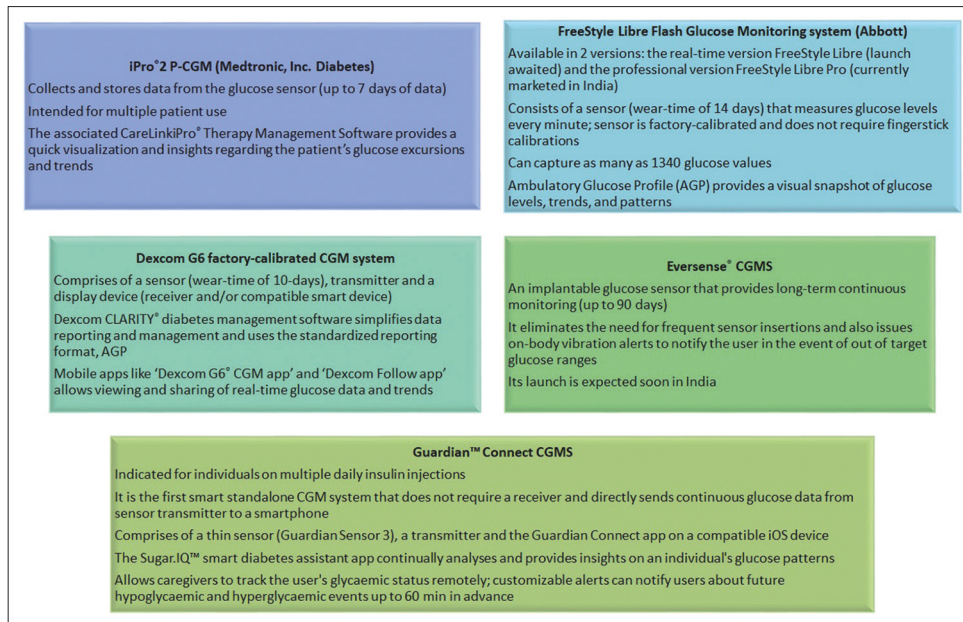 iPro®2 P-CGM (Medtronic, Inc. Diabetes)
Collects and stores data from the glucose sensor (up to 7 days of data)
Intended for multiple patient use
The associated CareLinkiPro® Therapy Management Software provides a
quick visualization and insights regarding the patient's glucose excursions
and trends
FreeStyle Libre Flash Glucose Monitoring system (Abbott)
Available in 2 versions: the real-time version FreeStyle Libre (launch
awaited) and the professional version FreeStyle Libre Pro (currently
marketed in India)
Consists of a sensor (wear-time of 14 days) that measures glucose levels
every minute; sensor is factory-calibrated and does not require fingerstick
calibrations
Can capture as many as 1340 glucose values
Ambulatory Glucose Profile (AGP) provides a visual snapshot of glucose
levels, trends, and patterns
Dexcom G6 factory-calibrated CGM system
Comprises of a sensor (wear-time of 10-days), transmitter and a
display device (receiver and/or compatible smart device)
Dexcom CLARITY® diabetes management software simplifies data
reporting and management and uses the standardized reporting
format, AGP
Mobile apps like 'Dexcom G6® CGM app' and 'Dexcom Follow app'
allows viewing and sharing of real-time glucose data and trends
Eversense® CGMS
An implantable glucose sensor that provides long-term continuous
monitoring (up to 90 days)
It eliminates the need for frequent sensor insertions and also issues
on-body vibration alerts to notify the user in the event of out of target
glucose ranges
Its launch is expected soon in India
Guardian™ Connect CGMS
Indicated for individuals on multiple daily insulin injections
It is the first smart standalone CGM system that does not require a receiver and directly sends continuous glucose data from
sensor transmitter to a smartphone
Comprises of a thin sensor (Guardian Sensor 3), a transmitter and the Guardian Connect app on a compatible iOS device
The Sugar.IQ™ smart diabetes assistant app continually analyses and provides insights on an individual's glucose patterns
Allows caregivers to track the user's glycaemic status remotely; customizable alerts can notify users about future
hypoglycaemic and hyperglycaemic events up to 60 min in advance